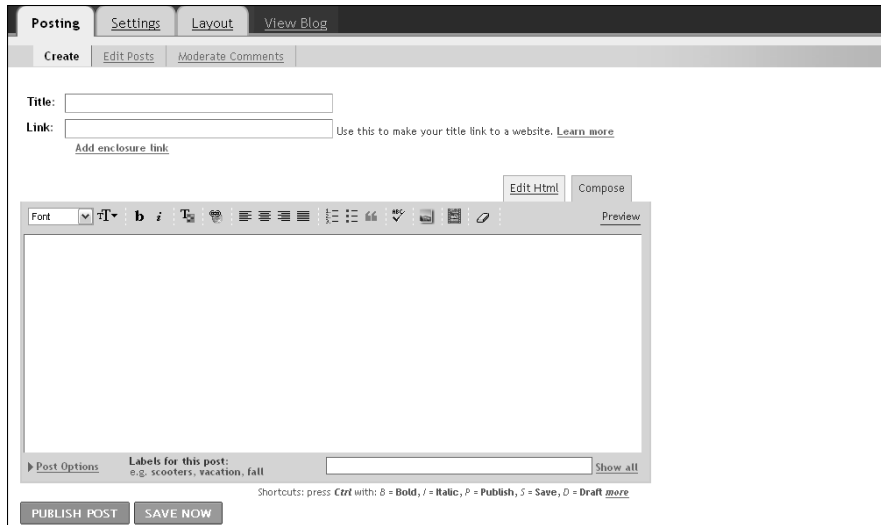 Posting Settings Layout View Blog
Create Edit Posts Moderate Comments
Title:
Link: Use this to make your title link to a website. Learn more
Add enclosure link
Edit Html Compose
Font T b i T ABC Preview
Post Options Labels for this post: Show all
e.g. scooters, vacation, fall
Shortcuts: press Ctrl with: B = Bold, I = Italic, P = Publish, S = Save, D = Draft more
PUBLISH POST SAVE NOW